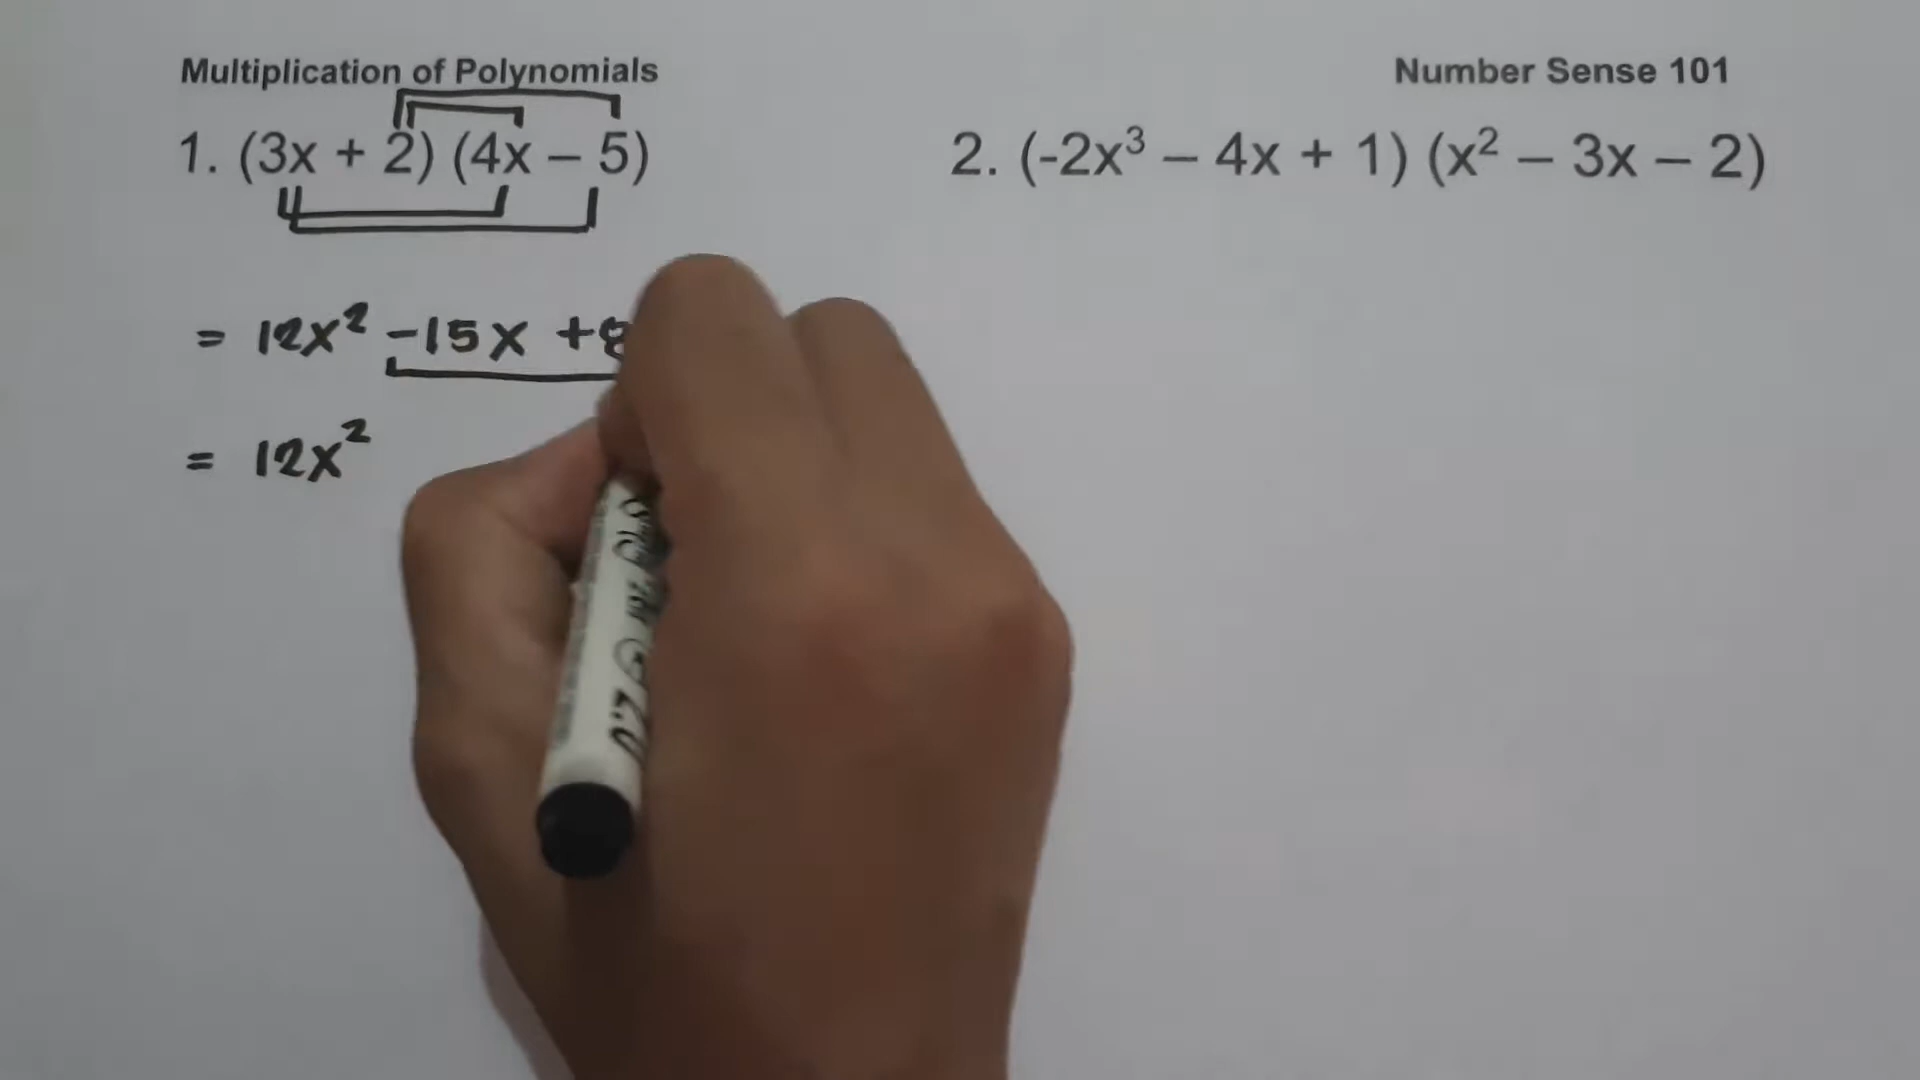 Multiplication of Polynomials
Number Sense 101
1. (3x + 2) (4x – 5)
2. (-2x³ – 4x + 1) (x² – 3x – 2)
= 12x² -15x +8
= 12x²